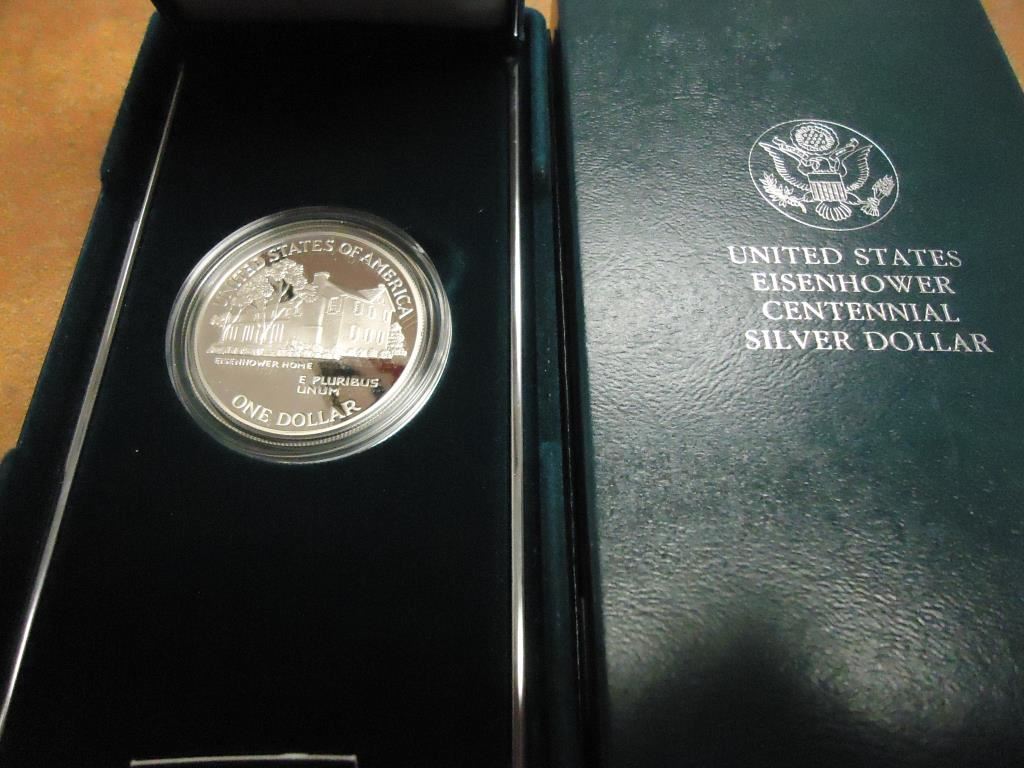 UNITED STATES OF AMERICA
EISENHOWER HOME
E PLURIBUS
UNUM
ONE DOLLAR
UNITED STATES
EISENHOWER
CENTENNIAL
SILVER DOLLAR